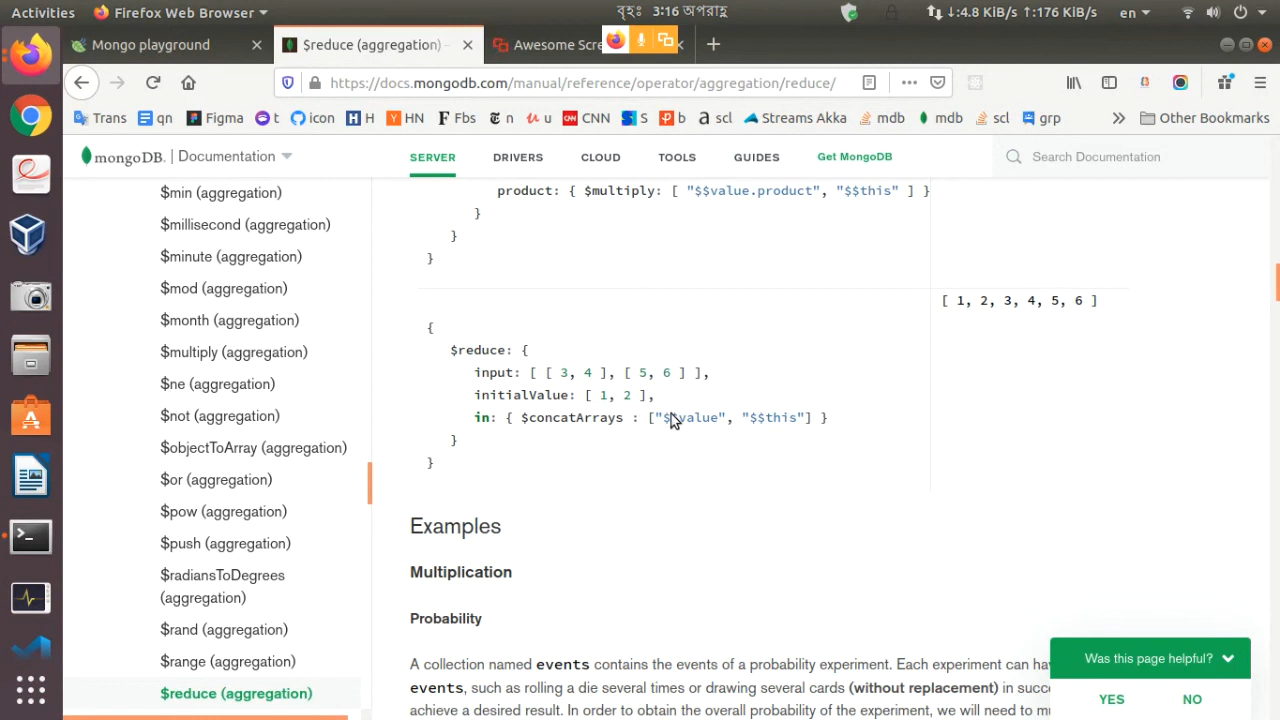 Activities Firefox Web Browser বৃহঃ 3:16 অপরাহ্ণ ↓:4.8 KiB/s ↑:176 KiB/s en
Mongo playground $reduce (aggregation) - Awesome Scre
https://docs.mongodb.com/manual/reference/operator/aggregation/reduce/
Trans qn Figma t icon H HN Fbs n u CNN S b scl Streams Akka mdb mdb scl grp Other Bookmarks
mongoDB. Documentation SERVER DRIVERS CLOUD TOOLS GUIDES Get MongoDB Search Documentation
$min (aggregation)
$millisecond (aggregation)
$minute (aggregation)
$mod (aggregation)
$month (aggregation)
$multiply (aggregation)
$ne (aggregation)
$not (aggregation)
$objectToArray (aggregation)
$or (aggregation)
$pow (aggregation)
$push (aggregation)
$radiansToDegrees
(aggregation)
$rand (aggregation)
$range (aggregation)
$reduce (aggregation)
product: { $multiply: [ "$$value.product", "$$this" ] }
}
}
}
[ 1, 2, 3, 4, 5, 6 ]
{
$reduce: {
input: [ [ 3, 4 ], [ 5, 6 ] ],
initialValue: [ 1, 2 ],
in: { $concatArrays : ["$$value", "$$this"] }
}
}
Examples
Multiplication
Probability
A collection named events contains the events of a probability experiment. Each experiment can ha
events, such as rolling a die several times or drawing several cards (without replacement) in succe
achieve a desired result. In order to obtain the overall probability of the experiment, we will need to mu
Was this page helpful?
YES NO